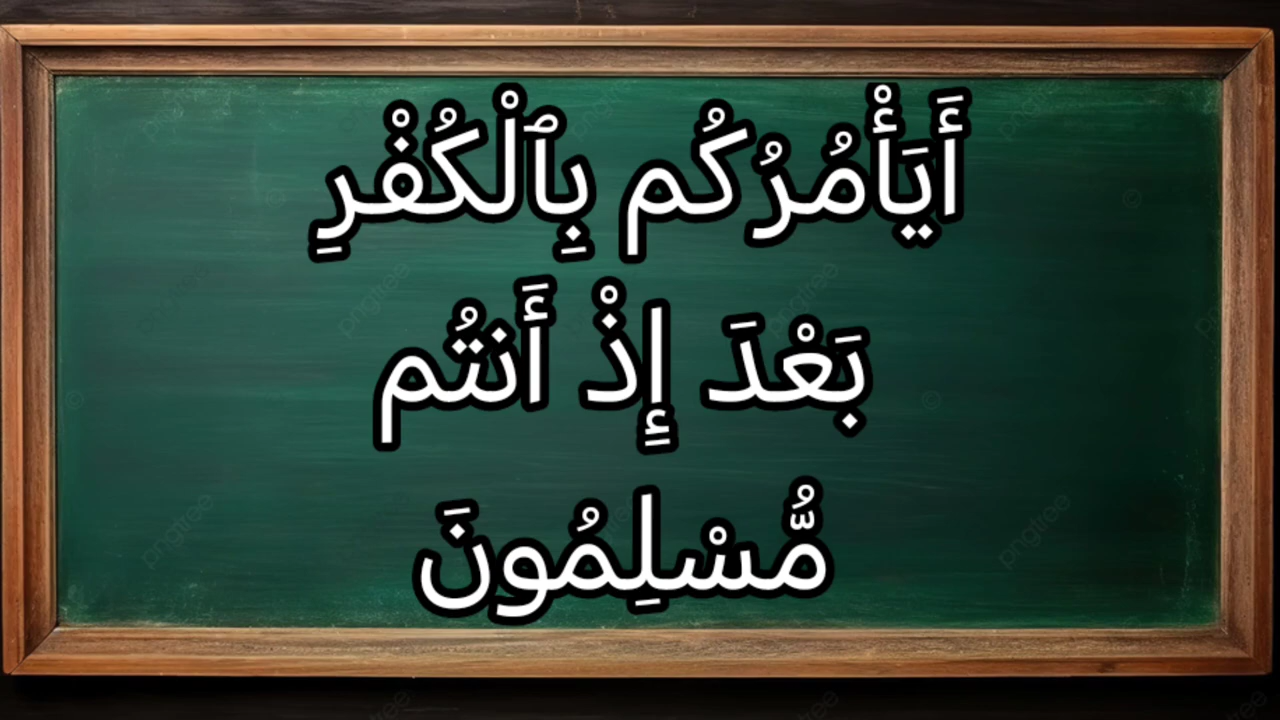 أَيَأْمُرُكُم بِٱلْكُفْرِ
بَعْدَ إِذْ أَنتُم
مُّسْلِمُونَ